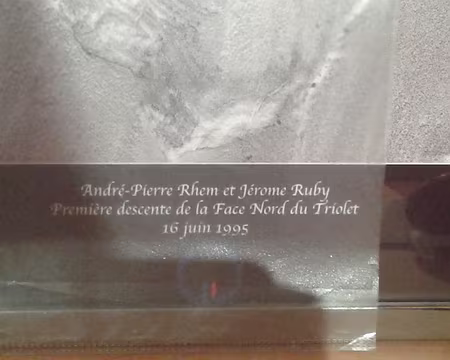 André-Pierre Rhem et Jérome Ruby
Première descente de la Face Nord du Triolet
16 juin 1995